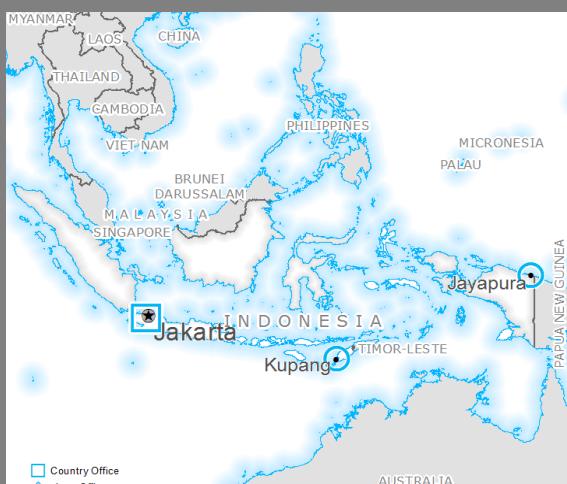 MYANMAR
LAOS
CHINA
THAILAND
CAMBODIA
VIET NAM
PHILIPPINES
MICRONESIA
PALAU
BRUNEI
DARUSSALAM
MALAYSIA
SINGAPORE
Jayapura
PAPUA NEW GUINEA
INDONESIA
Jakarta
TIMOR-LESTE
Kupang
Country Office
AUSTRALIA